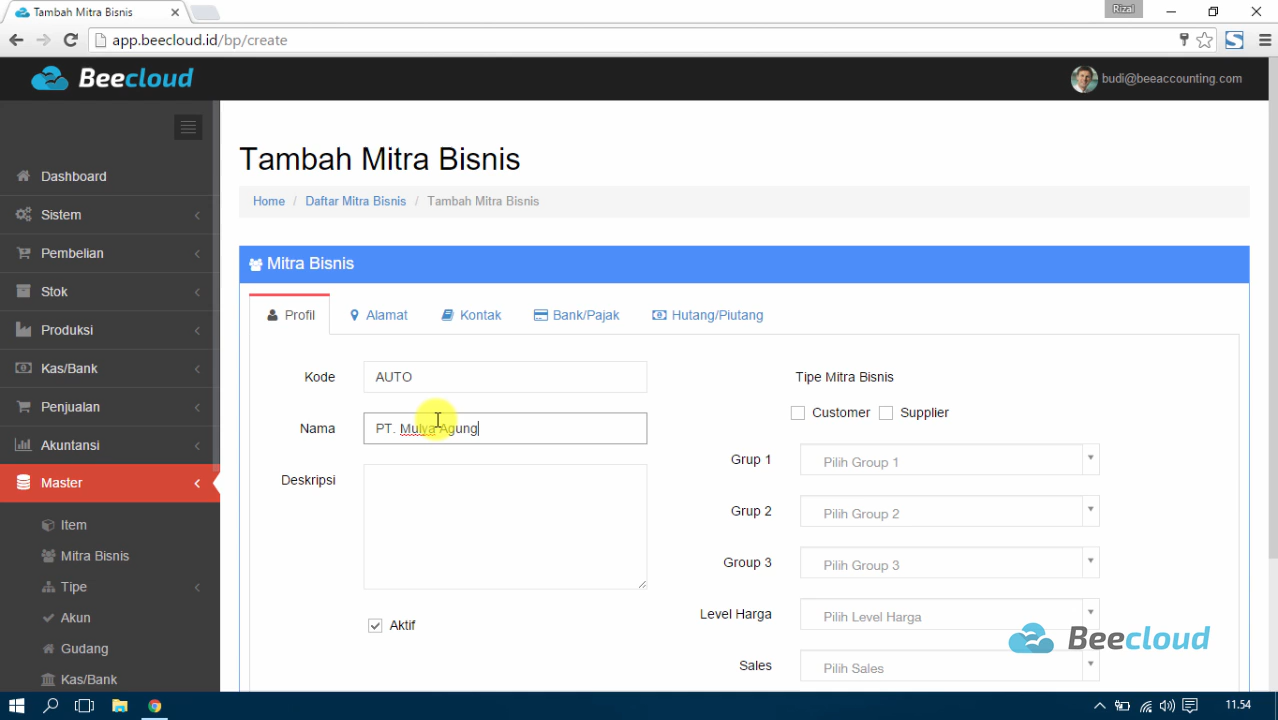 Tambah Mitra Bisnis
Rizal
app.beecloud.id/bp/create
Beecloud
budi@beeaccounting.com
Dashboard
Sistem
Pembelian
Stok
Produksi
Kas/Bank
Penjualan
Akuntansi
Master
Item
Mitra Bisnis
Tipe
Akun
Gudang
Kas/Bank
Tambah Mitra Bisnis
Home / Daftar Mitra Bisnis / Tambah Mitra Bisnis
Mitra Bisnis
Profil Alamat Kontak Bank/Pajak Hutang/Piutang
Kode AUTO
Nama PT. Mulya Agung
Deskripsi
Aktif
Tipe Mitra Bisnis
Customer Supplier
Grup 1 Pilih Group 1
Grup 2 Pilih Group 2
Group 3 Pilih Group 3
Level Harga Pilih Level Harga
Sales Pilih Sales
Beecloud
11.54